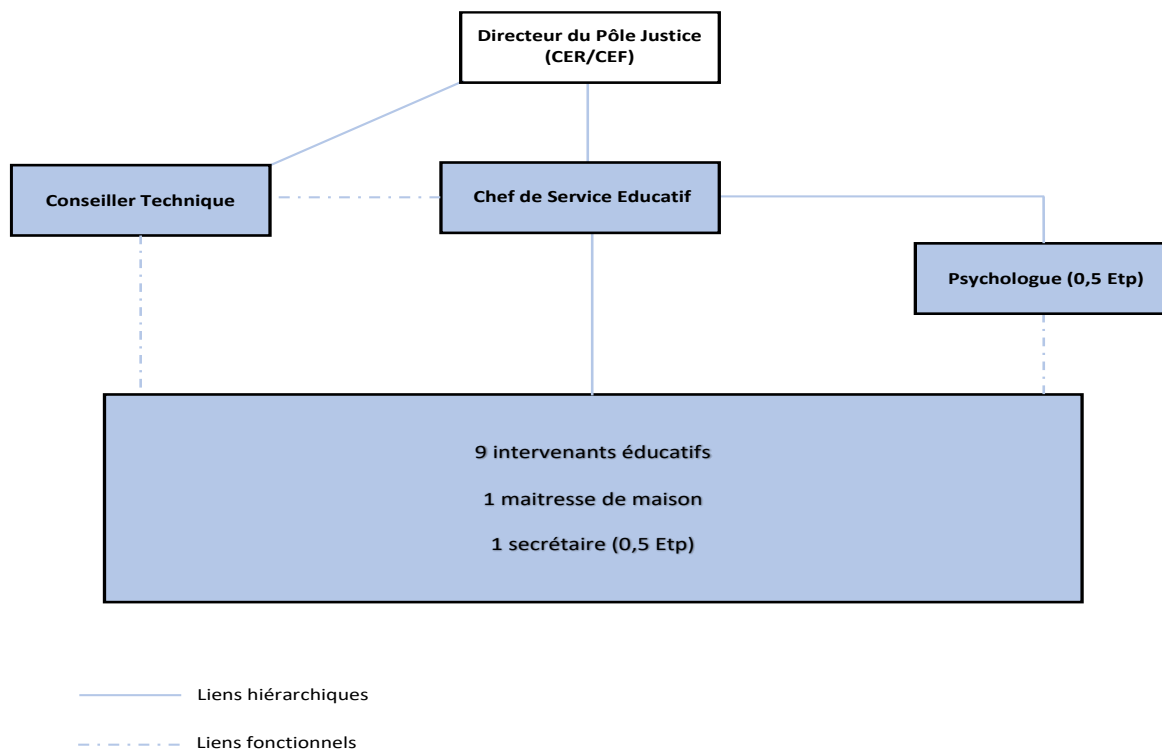 Directeur du Pôle Justice
(CER/CEF)
Conseiller Technique
Chef de Service Educatif
Psychologue (0,5 Etp)
9 intervenants éducatifs
1 maitresse de maison
1 secrétaire (0,5 Etp)
Liens hiérarchiques
Liens fonctionnels